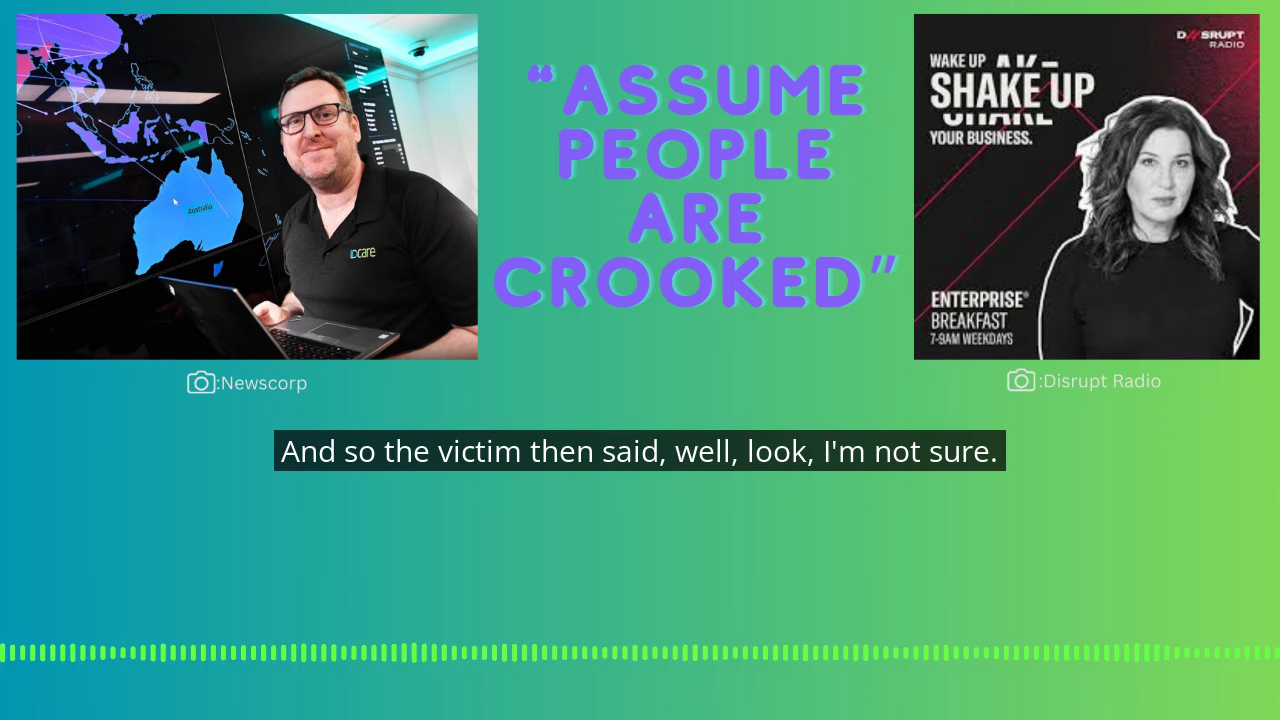 Australia
IDcare
:Newscorp
“ASSUME
PEOPLE
ARE
CROOKED”
D//SRUPT
RADIO
WAKE UP
SHAKE UP
YOUR BUSINESS.
ENTERPRISE®
BREAKFAST
7-9AM WEEKDAYS
:Disrupt Radio
And so the victim then said, well, look, I'm not sure.